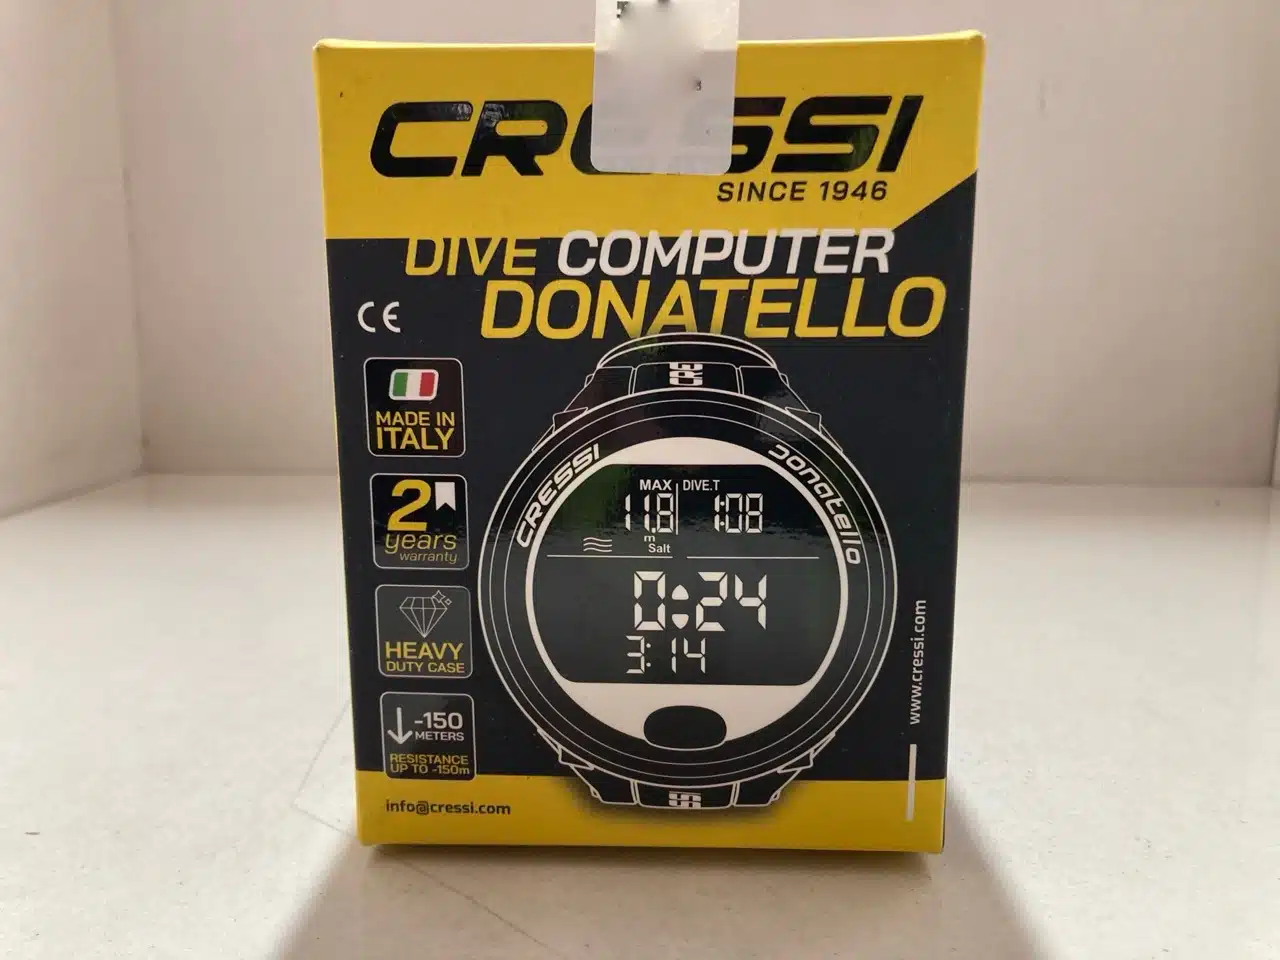 CRESSI
SINCE 1946
DIVE COMPUTER
DONATELLO
CE
MADE IN
ITALY
2
years
warranty
HEAVY
DUTY CASE
-150
METERS
RESISTANCE
UP TO -150m
CRESSI
Donatello
MAX DIVE.T
11.8 1:08
m
Salt
0:24
3:14
www.cressi.com
info@cressi.com